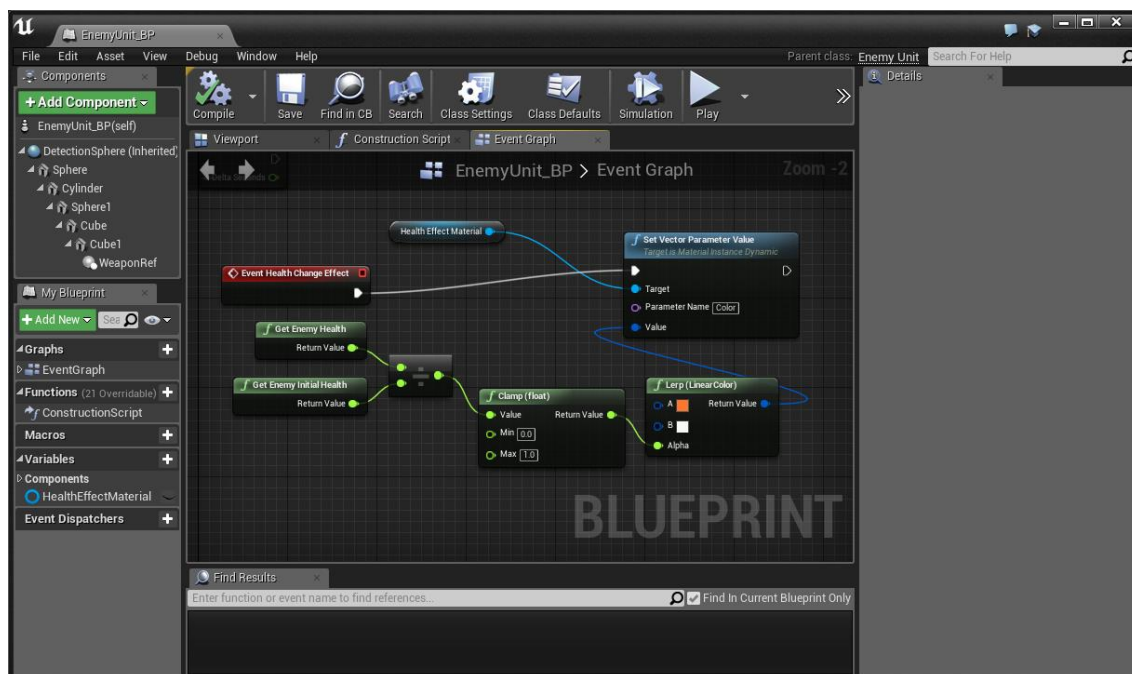 EnemyUnit_BP
File Edit Asset View Debug Window Help
Parent class: Enemy Unit Search For Help
Components
+Add Component
EnemyUnit_BP(self)
DetectionSphere (Inherited)
Sphere
Cylinder
Sphere1
Cube
Cube1
WeaponRef
My Blueprint
+Add New
Graphs
EventGraph
Functions (21 Overridable)
ConstructionScript
Macros
Variables
Components
HealthEffectMaterial
Event Dispatchers
Compile Save Find in CB Search Class Settings Class Defaults Simulation Play
Viewport f Construction Script Event Graph
EnemyUnit_BP > Event Graph
Zoom -2
Health Effect Material
Event Health Change Effect
f Set Vector Parameter Value
Target is Material Instance Dynamic
Target
Parameter Name Color
Value
f Get Enemy Health
Return Value
f Get Enemy Initial Health
Return Value
f Clamp (float)
Value Return Value
Min 0.0
Max 1.0
f Lerp (LinearColor)
A Return Value
B
Alpha
BLUEPRINT
Find Results
Enter function or event name to find references...
Find In Current Blueprint Only
Details